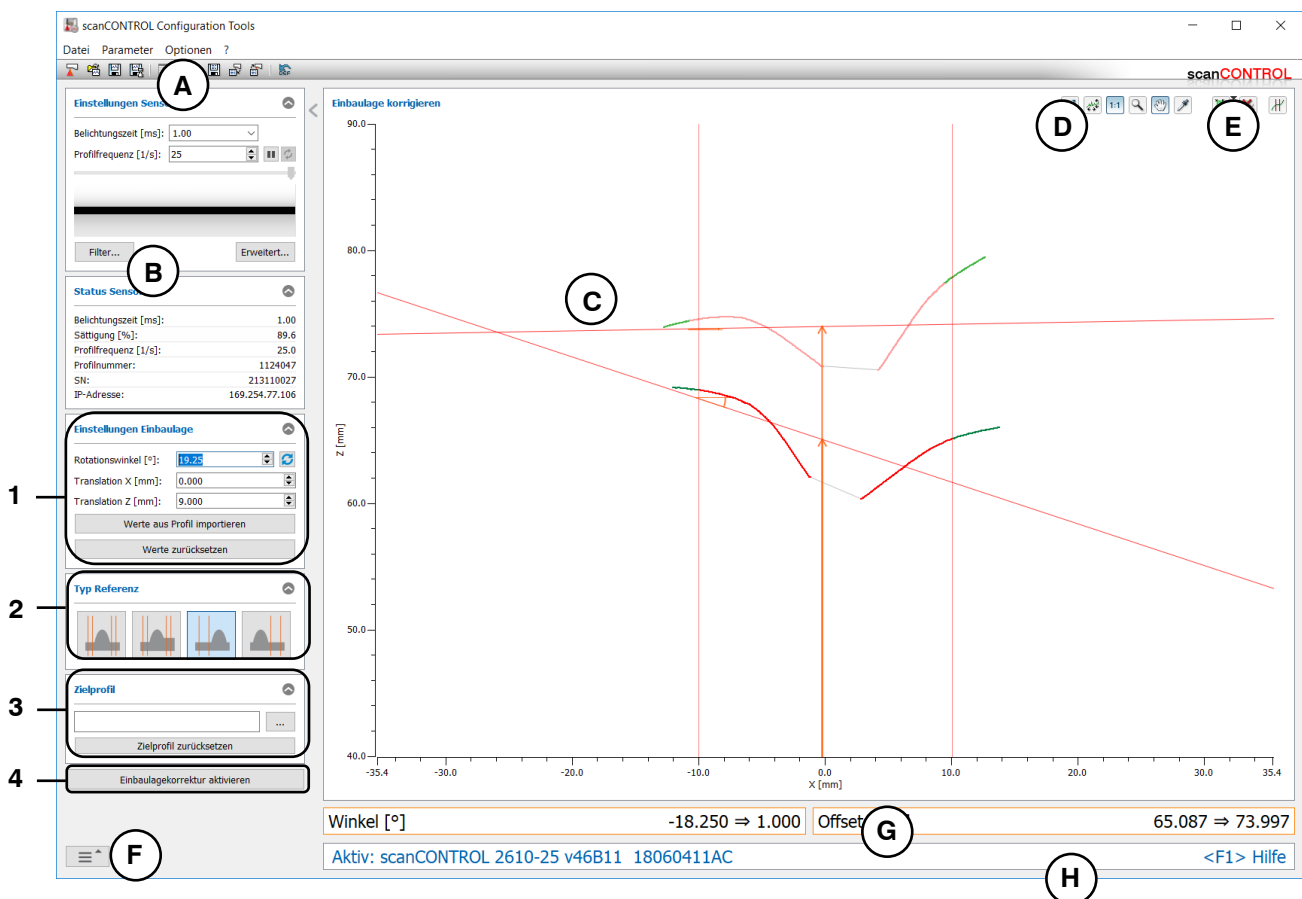 scanCONTROL Configuration Tools
Datei Parameter Optionen ?
scanCONTROL
A
Einstellungen
Belichtungszeit [ms]: 1.00
Profilfrequenz [1/s]: 25
Filter... Erweitert...
B
Status
Belichtungszeit [ms]: 1.00
Sättigung [%]: 89.6
Profilfrequenz [1/s]: 25.0
Profilnummer: 1124047
SN: 213110027
IP-Adresse: 169.254.77.106
1
Einstellungen Einbaulage
Rotationswinkel [°]: 19.25
Translation X [mm]: 0.000
Translation Z [mm]: 9.000
Werte aus Profil importieren
Werte zurücksetzen
2
Typ Referenz
3
Zielprofil
...
Zielprofil zurücksetzen
4
Einbaulagekorrektur aktivieren
F
Einbaulage korrigieren
1:1
D
E
C
90.0
80.0
70.0
60.0
50.0
40.0
Z [mm]
-35.4 -30.0 -20.0 -10.0 0.0 10.0 20.0 30.0 35.4
X [mm]
Winkel [°] -18.250 ⇒ 1.000
Offset 65.087 ⇒ 73.997
G
Aktiv: scanCONTROL 2610-25 v46B11 18060411AC
<F1> Hilfe
H